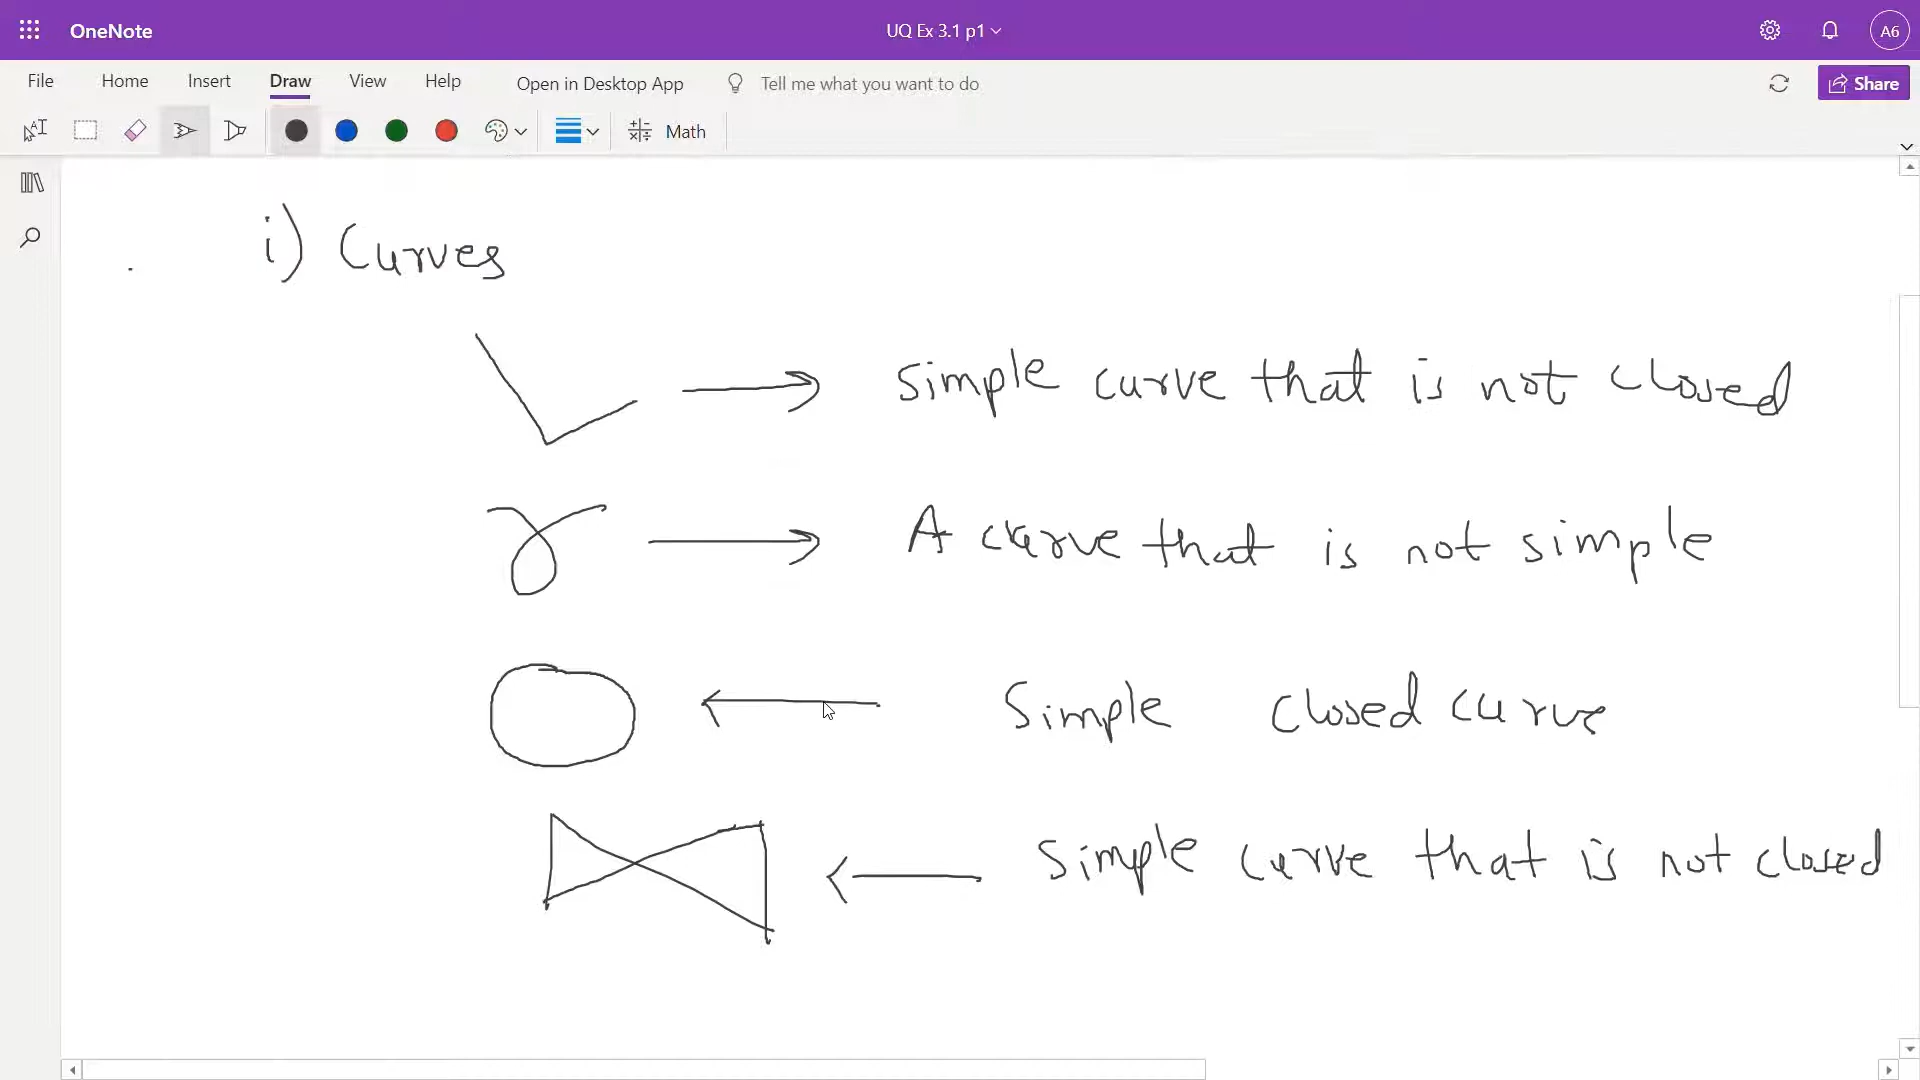 OneNote
UQ Ex 3.1 p1
A6
File Home Insert Draw View Help Open in Desktop App Tell me what you want to do
Share
Math
i) Curves
Simple curve that is not closed
A curve that is not simple
Simple closed curve
Simple curve that is not closed